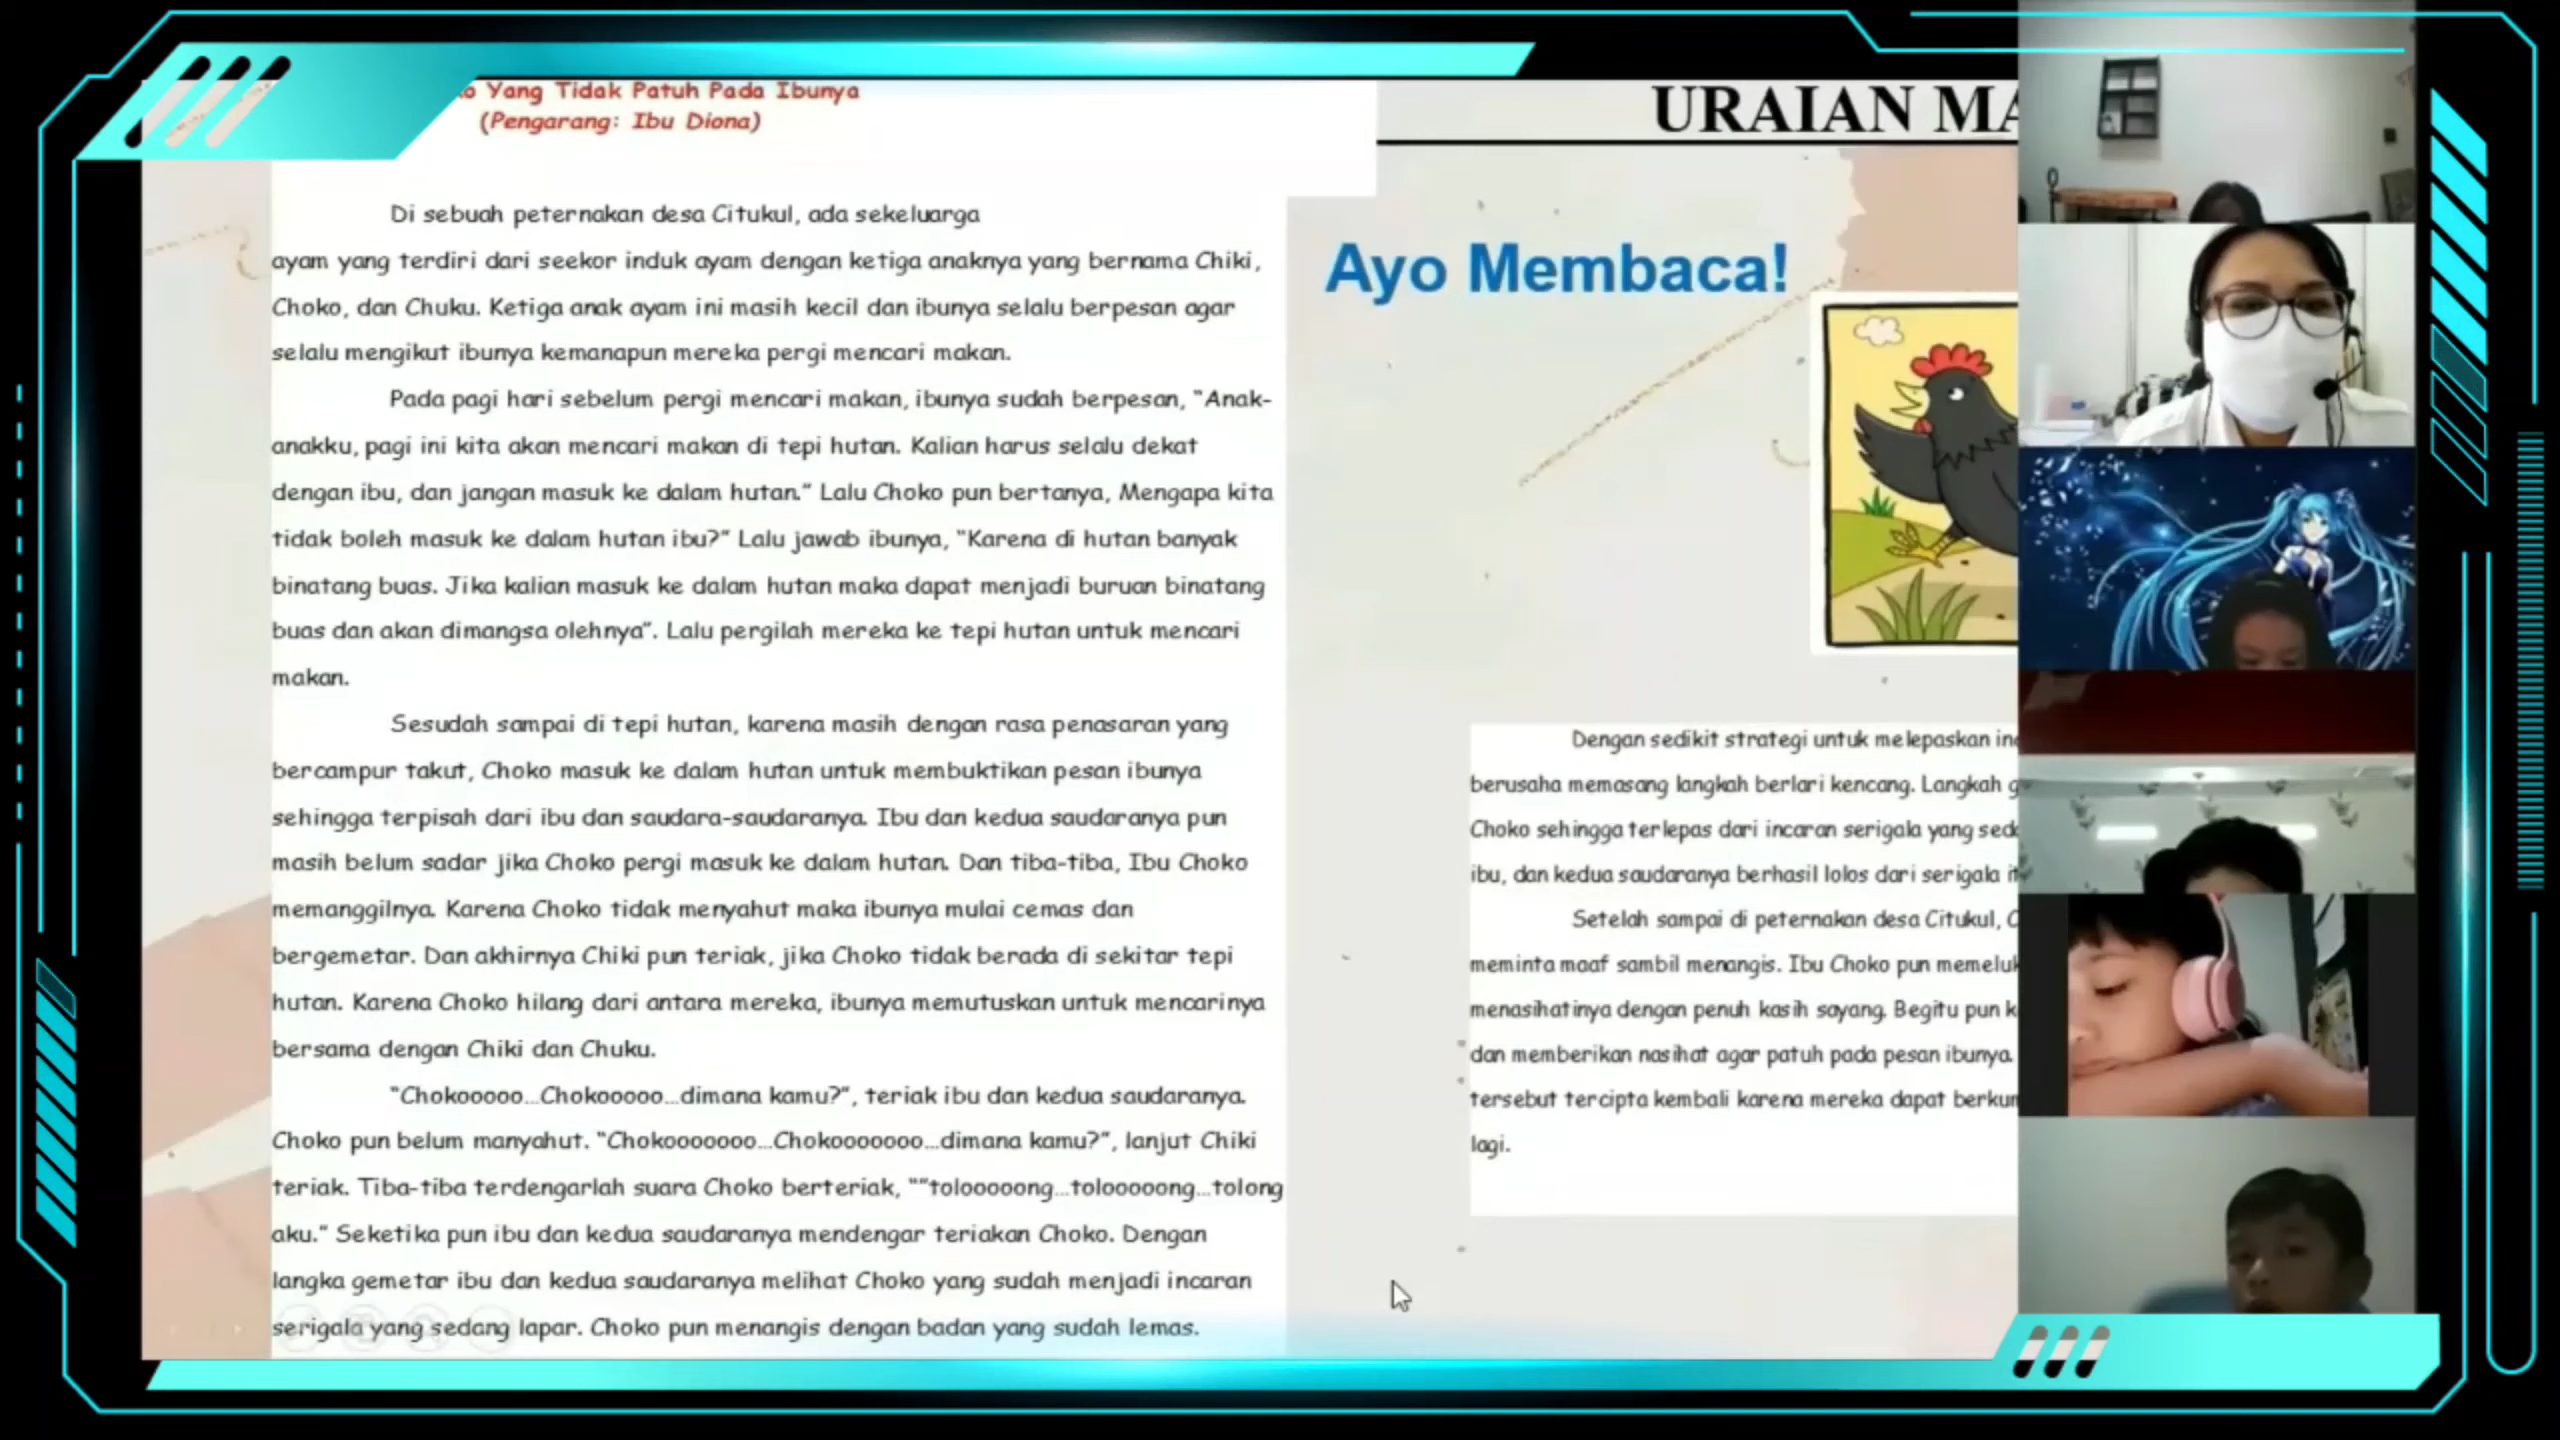 Yang Tidak Patuh Pada Ibunya
(Pengarang: Ibu Diona)
Di sebuah peternakan desa Citukul, ada sekeluarga
ayam yang terdiri dari seekor induk ayam dengan ketiga anaknya yang bernama Chiki,
Choko, dan Chuku. Ketiga anak ayam ini masih kecil dan ibunya selalu berpesan agar
selalu mengikut ibunya kemanapun mereka pergi mencari makan.
Pada pagi hari sebelum pergi mencari makan, ibunya sudah berpesan, "Anak-
anakku, pagi ini kita akan mencari makan di tepi hutan. Kalian harus selalu dekat
dengan ibu, dan jangan masuk ke dalam hutan." Lalu Choko pun bertanya, Mengapa kita
tidak boleh masuk ke dalam hutan ibu?" Lalu jawab ibunya, "Karena di hutan banyak
binatang buas. Jika kalian masuk ke dalam hutan maka dapat menjadi buruan binatang
buas dan akan dimangsa olehnya". Lalu pergilah mereka ke tepi hutan untuk mencari
makan.
Sesudah sampai di tepi hutan, karena masih dengan rasa penasaran yang
bercampur takut, Choko masuk ke dalam hutan untuk membuktikan pesan ibunya
sehingga terpisah dari ibu dan saudara-saudaranya. Ibu dan kedua saudaranya pun
masih belum sadar jika Choko pergi masuk ke dalam hutan. Dan tiba-tiba, Ibu Choko
memanggilnya. Karena Choko tidak menyahut maka ibunya mulai cemas dan
bergemetar. Dan akhirnya Chiki pun teriak, jika Choko tidak berada di sekitar tepi
hutan. Karena Choko hilang dari antara mereka, ibunya memutuskan untuk mencarinya
bersama dengan Chiki dan Chuku.
"Chokooooo...Chokooooo...dimana kamu?", teriak ibu dan kedua saudaranya.
Choko pun belum manyahut. "Chokooooooo...Chokooooooo...dimana kamu?", lanjut Chiki
teriak. Tiba-tiba terdengarlah suara Choko berteriak, ""tolooooong...tolooooong...tolong
aku." Seketika pun ibu dan kedua saudaranya mendengar teriakan Choko. Dengan
langka gemetar ibu dan kedua saudaranya melihat Choko yang sudah menjadi incaran
serigala yang sedang lapar. Choko pun menangis dengan badan yang sudah lemas.
URAIAN MA
Ayo Membaca!
Dengan sedikit strategi untuk melepaskan in
berusaha memasang langkah berlari kencang. Langkah g
Choko sehingga terlepas dari incaran serigala yang sed
ibu, dan kedua saudaranya berhasil lolos dari serigala it
Setelah sampai di peternakan desa Citukul, C
meminta maaf sambil menangis. Ibu Choko pun memeluk
menasihatinya dengan penuh kasih sayang. Begitu pun k
dan memberikan nasihat agar patuh pada pesan ibunya.
tersebut tercipta kembali karena mereka dapat berkum
lagi.